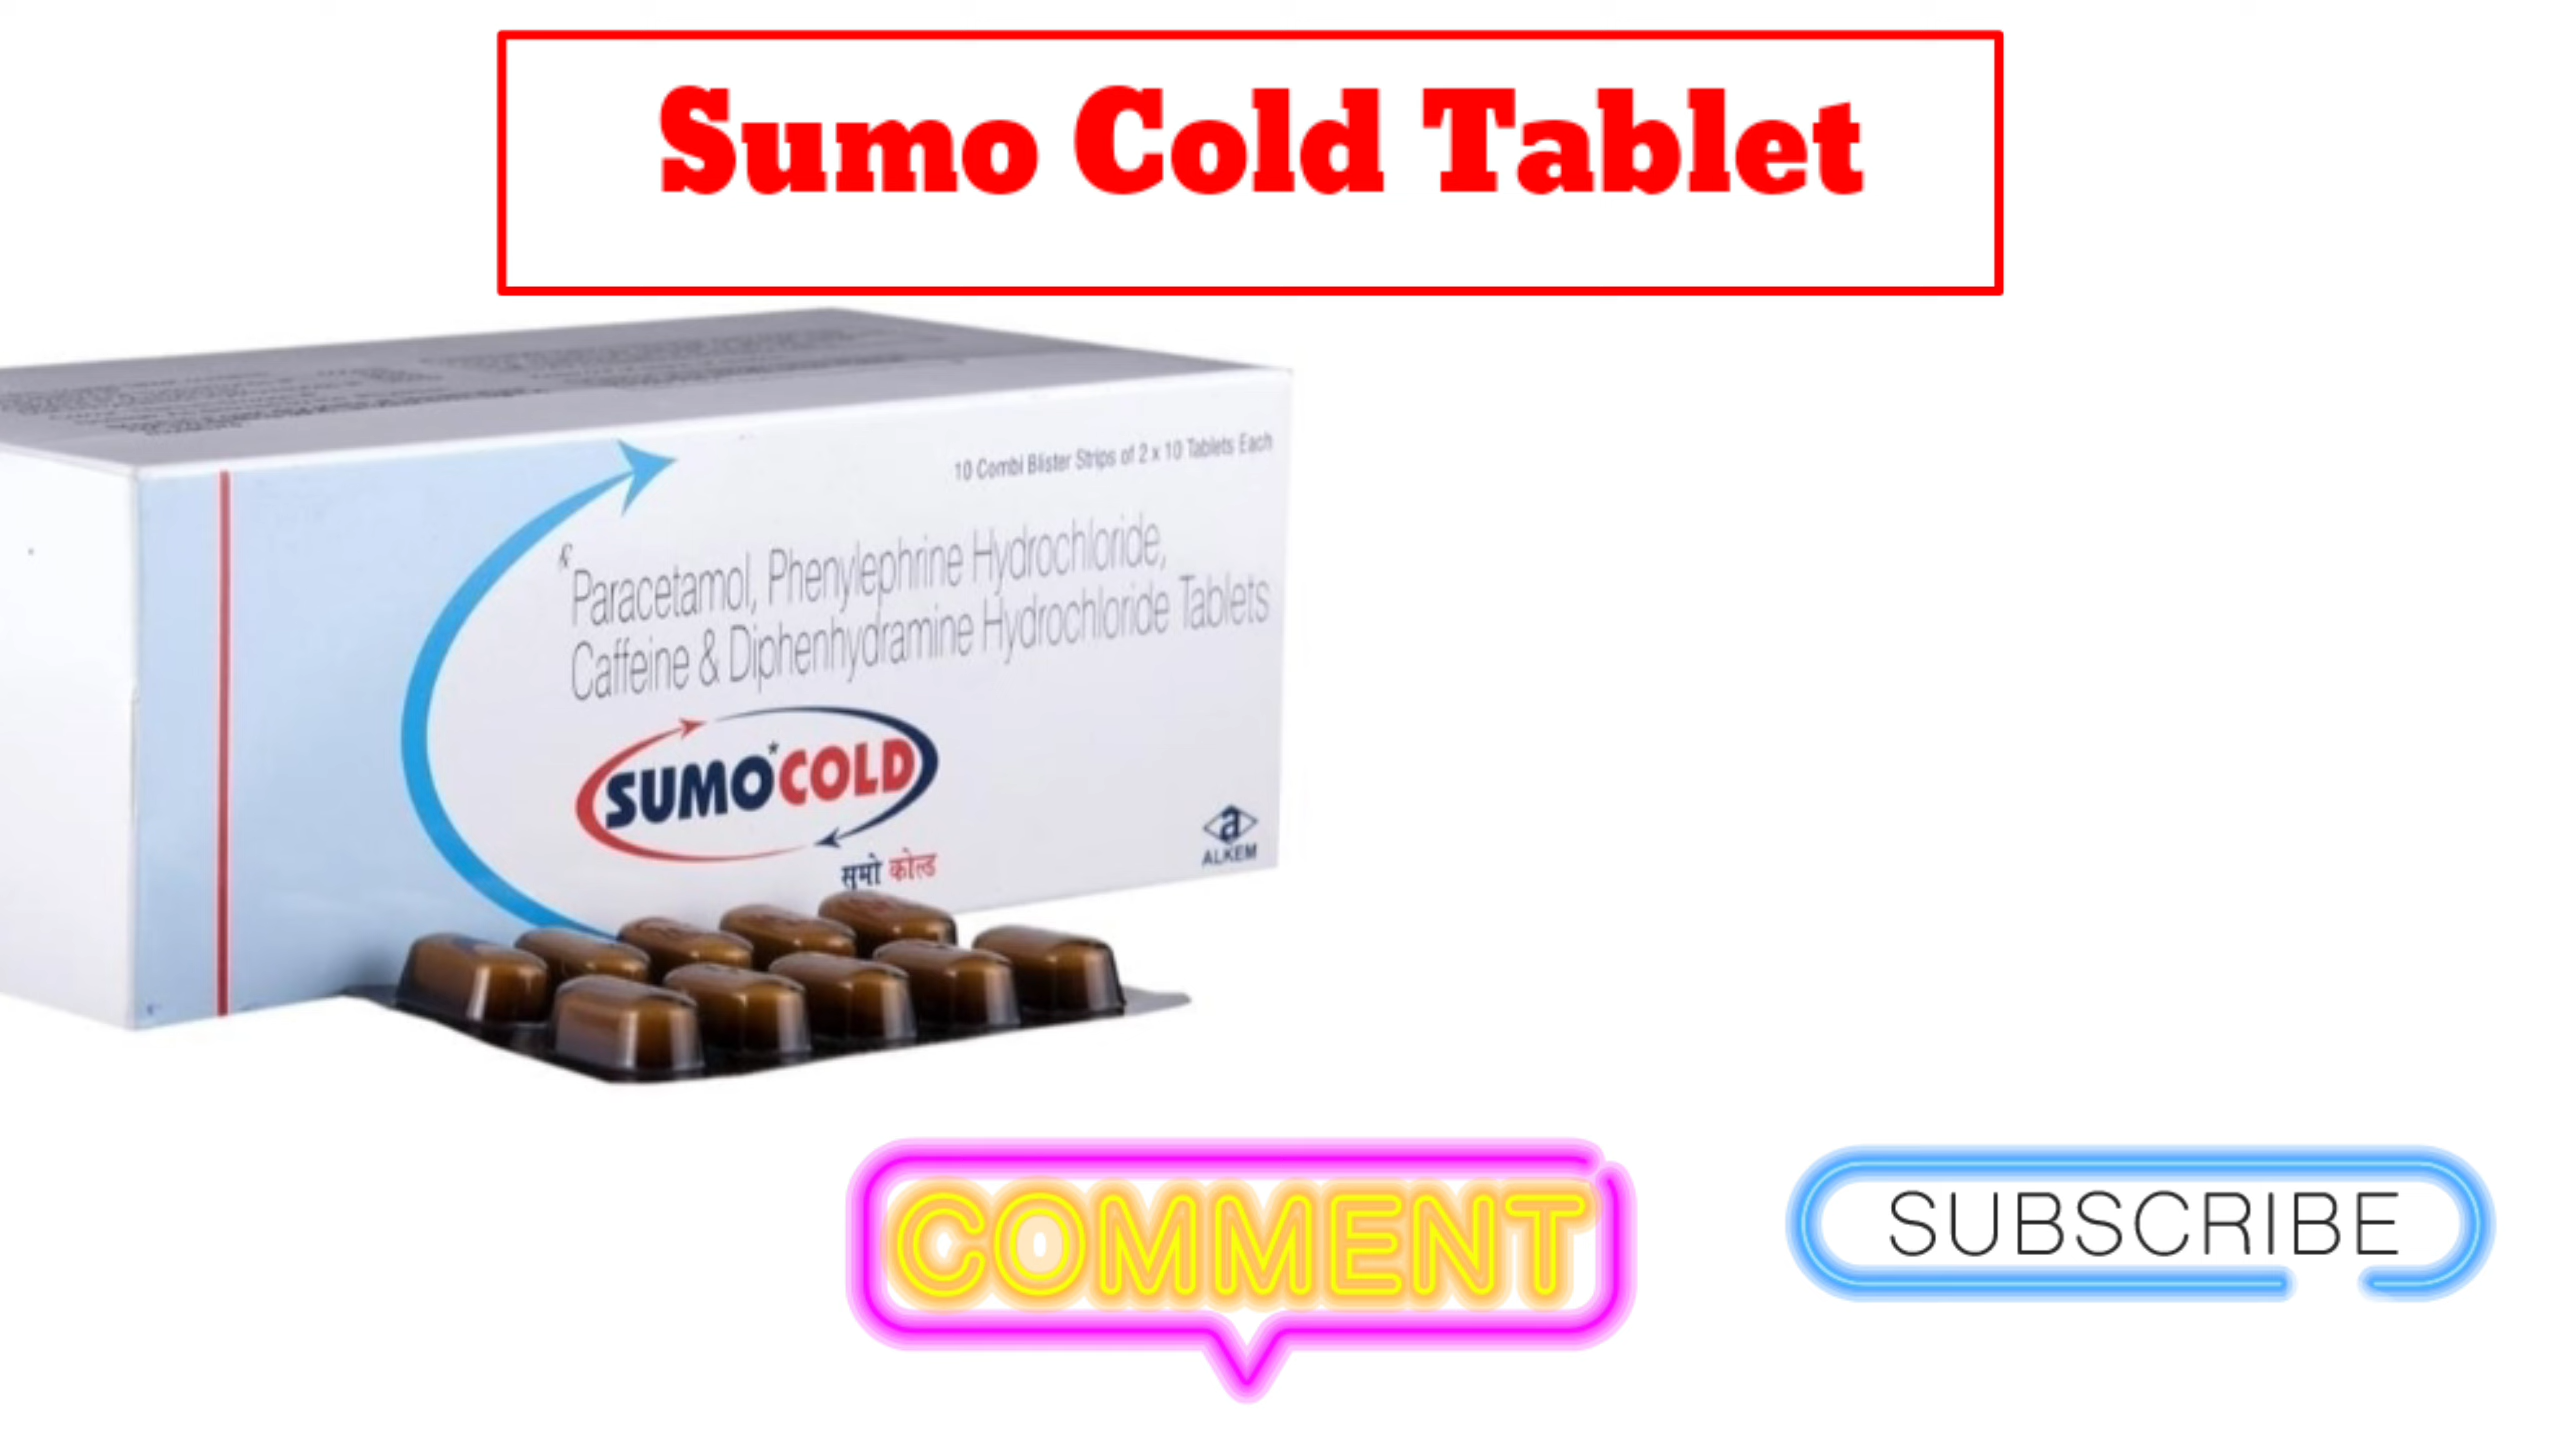 Sumo Cold Tablet
10 Combi Blister Strips of 2 x 10 Tablets Each
℞
Paracetamol, Phenylephrine Hydrochloride,
Caffeine & Diphenhydramine Hydrochloride Tablets
SUMO*COLD
सुमो कोल्ड
a
ALKEM
COMMENT
SUBSCRIBE